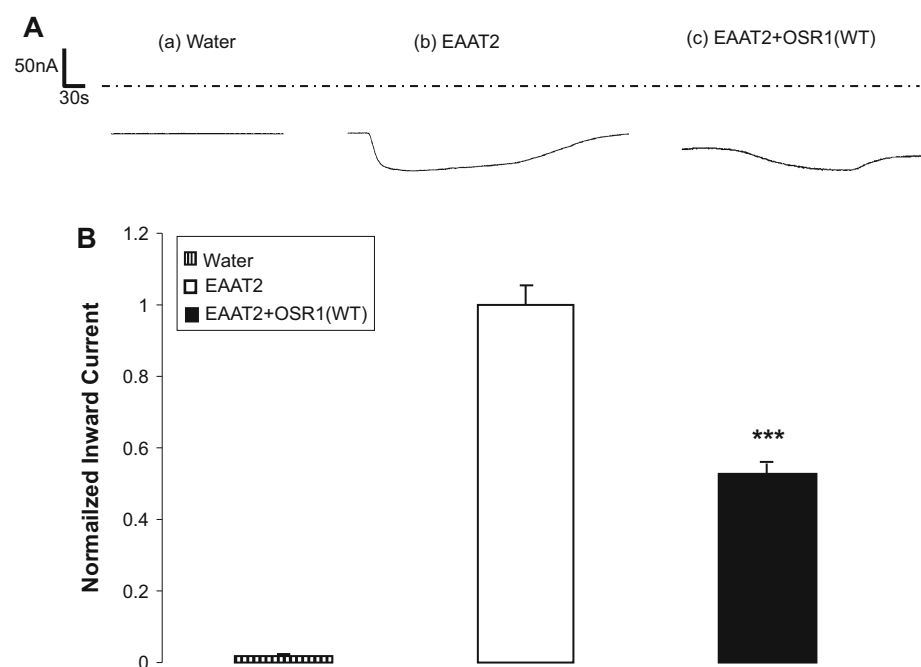 A
(a) Water
(b) EAAT2
(c) EAAT2+OSR1(WT)
50nA
30s
B
Normailzed Inward Current
1.2
1
0.8
0.6
0.4
0.2
0
Water
EAAT2
EAAT2+OSR1(WT)
***